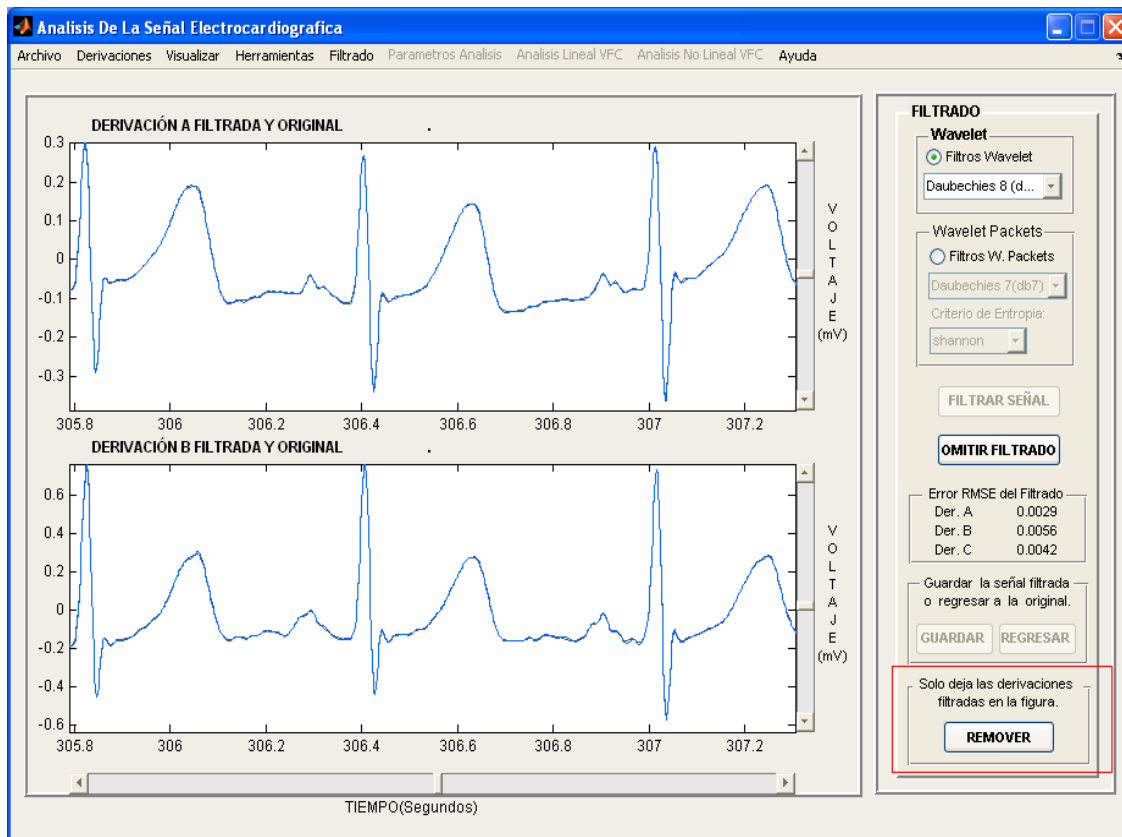 Analisis De La Señal Electrocardiografica
Archivo Derivaciones Visualizar Herramientas Filtrado Parametros Analisis Analisis Lineal VFC Analisis No Lineal VFC Ayuda
DERIVACIÓN A FILTRADA Y ORIGINAL .
0.3
0.2
0.1
0
-0.1
-0.2
-0.3
305.8 306 306.2 306.4 306.6 306.8 307 307.2
V
O
L
T
A
J
E
(mV)
DERIVACIÓN B FILTRADA Y ORIGINAL .
0.6
0.4
0.2
0
-0.2
-0.4
-0.6
305.8 306 306.2 306.4 306.6 306.8 307 307.2
V
O
L
T
A
J
E
(mV)
TIEMPO(Segundos)
FILTRADO
Wavelet
Filtros Wavelet
Daubechies 8 (d...
Wavelet Packets
Filtros W. Packets
Daubechies 7(db7)
Criterio de Entropia:
shannon
FILTRAR SEÑAL
OMITIR FILTRADO
Error RMSE del Filtrado
Der. A 0.0029
Der. B 0.0056
Der. C 0.0042
Guardar la señal filtrada
o regresar a la original.
GUARDAR REGRESAR
Solo deja las derivaciones
filtradas en la figura.
REMOVER